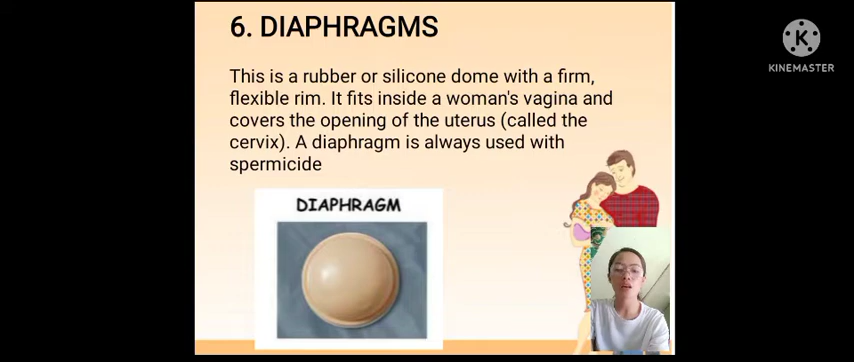 6. DIAPHRAGMS
This is a rubber or silicone dome with a firm,
flexible rim. It fits inside a woman's vagina and
covers the opening of the uterus (called the
cervix). A diaphragm is always used with
spermicide
DIAPHRAGM
K
KINEMASTER